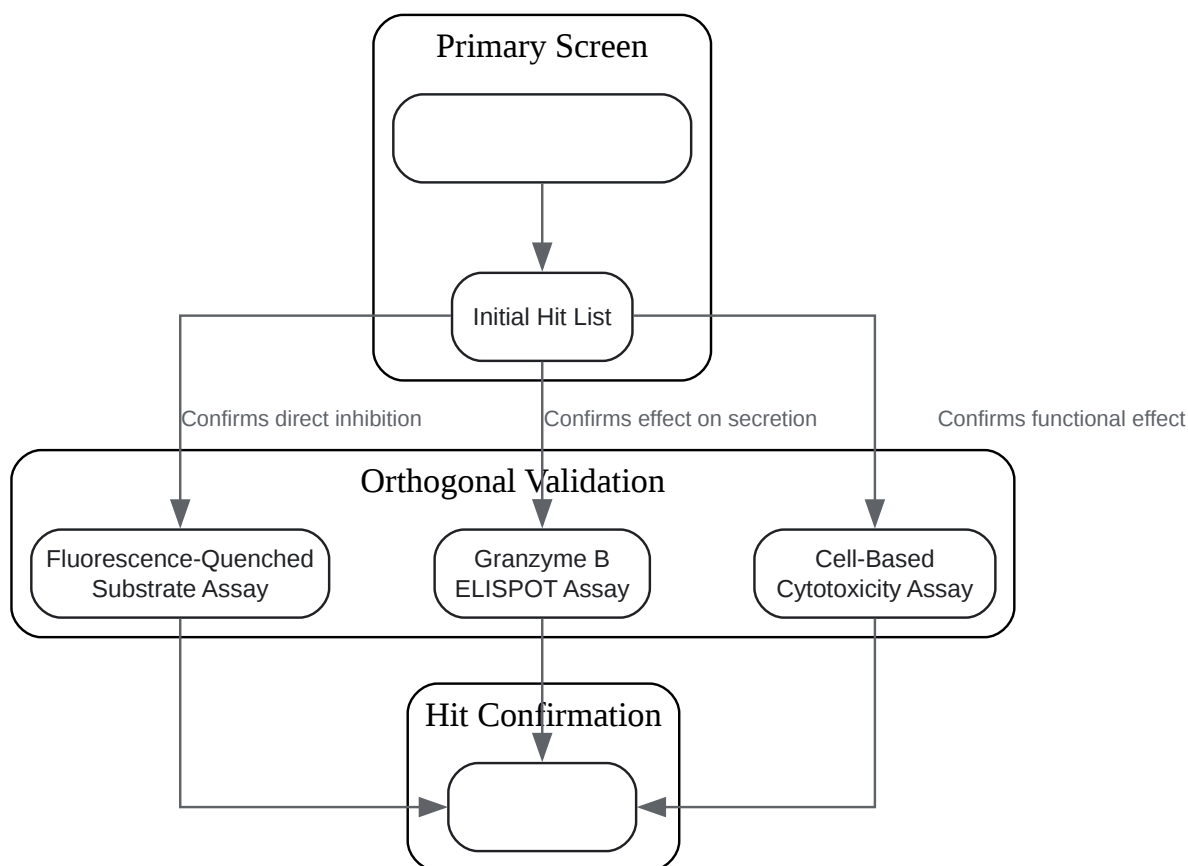 Primary Screen
Initial Hit List
Confirms direct inhibition
Confirms effect on secretion
Confirms functional effect
Orthogonal Validation
Fluorescence-Quenched
Substrate Assay
Granzyme B
ELISPOT Assay
Cell-Based
Cytotoxicity Assay
Hit Confirmation